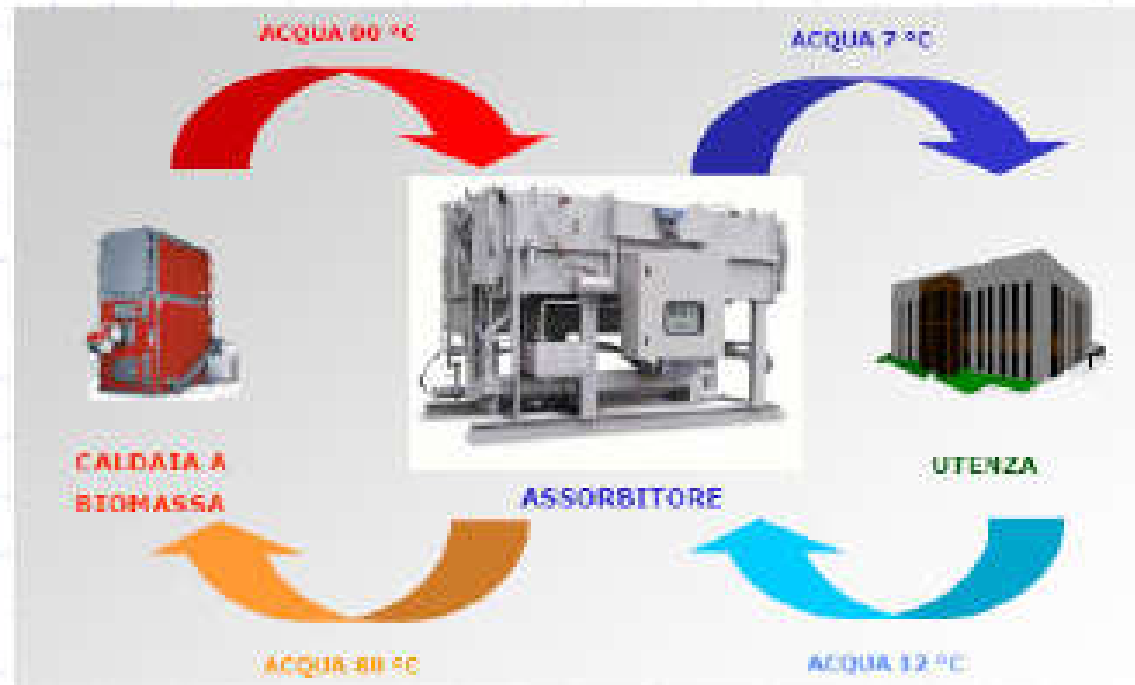 ACQUA °C
ACQUA 7 °C
CALDAIA A
BIOMASSA
ASSORBITORE
UTENZA
ACQUA °C
ACQUA 12 °C